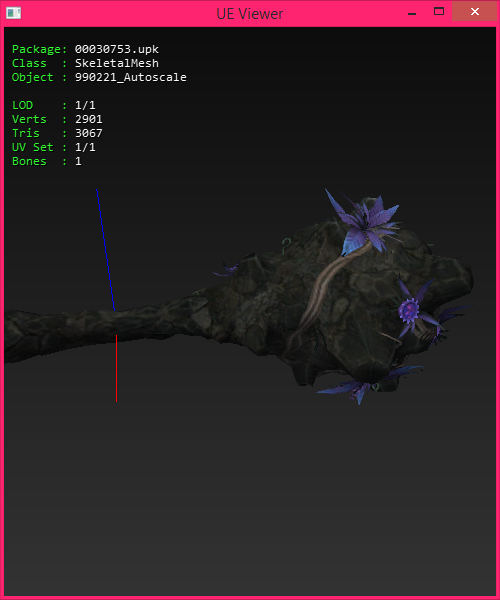 UE Viewer
Package: 00030753.upk
Class : SkeletalMesh
Object : 990221_Autoscale
LOD : 1/1
Verts : 2901
Tris : 3067
UV Set : 1/1
Bones : 1